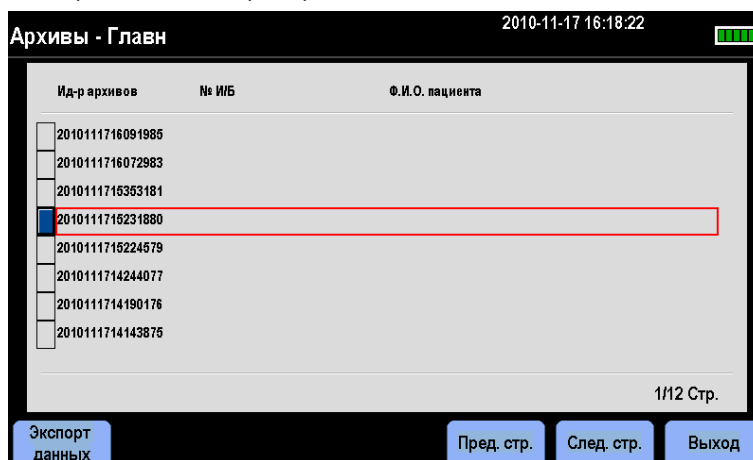 2010-11-17 16:18:22
Архивы - Главн
Ид-р архивов № И/Б Ф.И.О. пациента
2010111716091985
2010111716072983
2010111715353181
2010111715231880
2010111715224579
2010111714244077
2010111714190176
2010111714143875
1/12 Стр.
Экспорт
данных
Пред. стр. След. стр. Выход